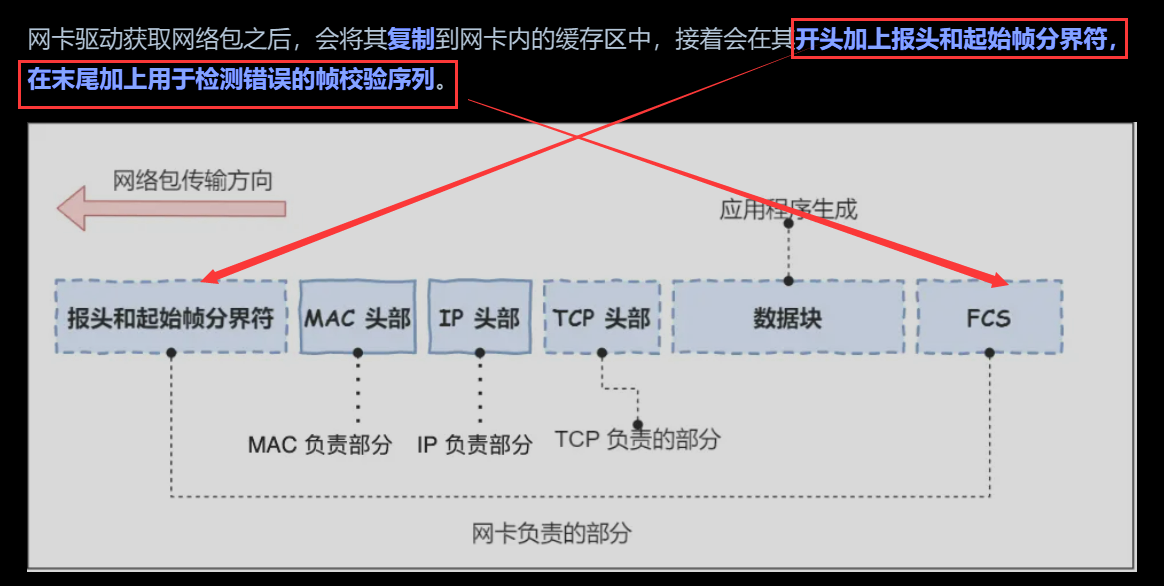 网卡驱动获取网络包之后，会将其复制到网卡内的缓存区中，接着会在其开头加上报头和起始帧分界符，
在末尾加上用于检测错误的帧校验序列。
网络包传输方向
应用程序生成
报头和起始帧分界符
MAC 头部
IP 头部
TCP 头部
数据块
FCS
MAC 负责部分
IP 负责部分
TCP 负责的部分
网卡负责的部分